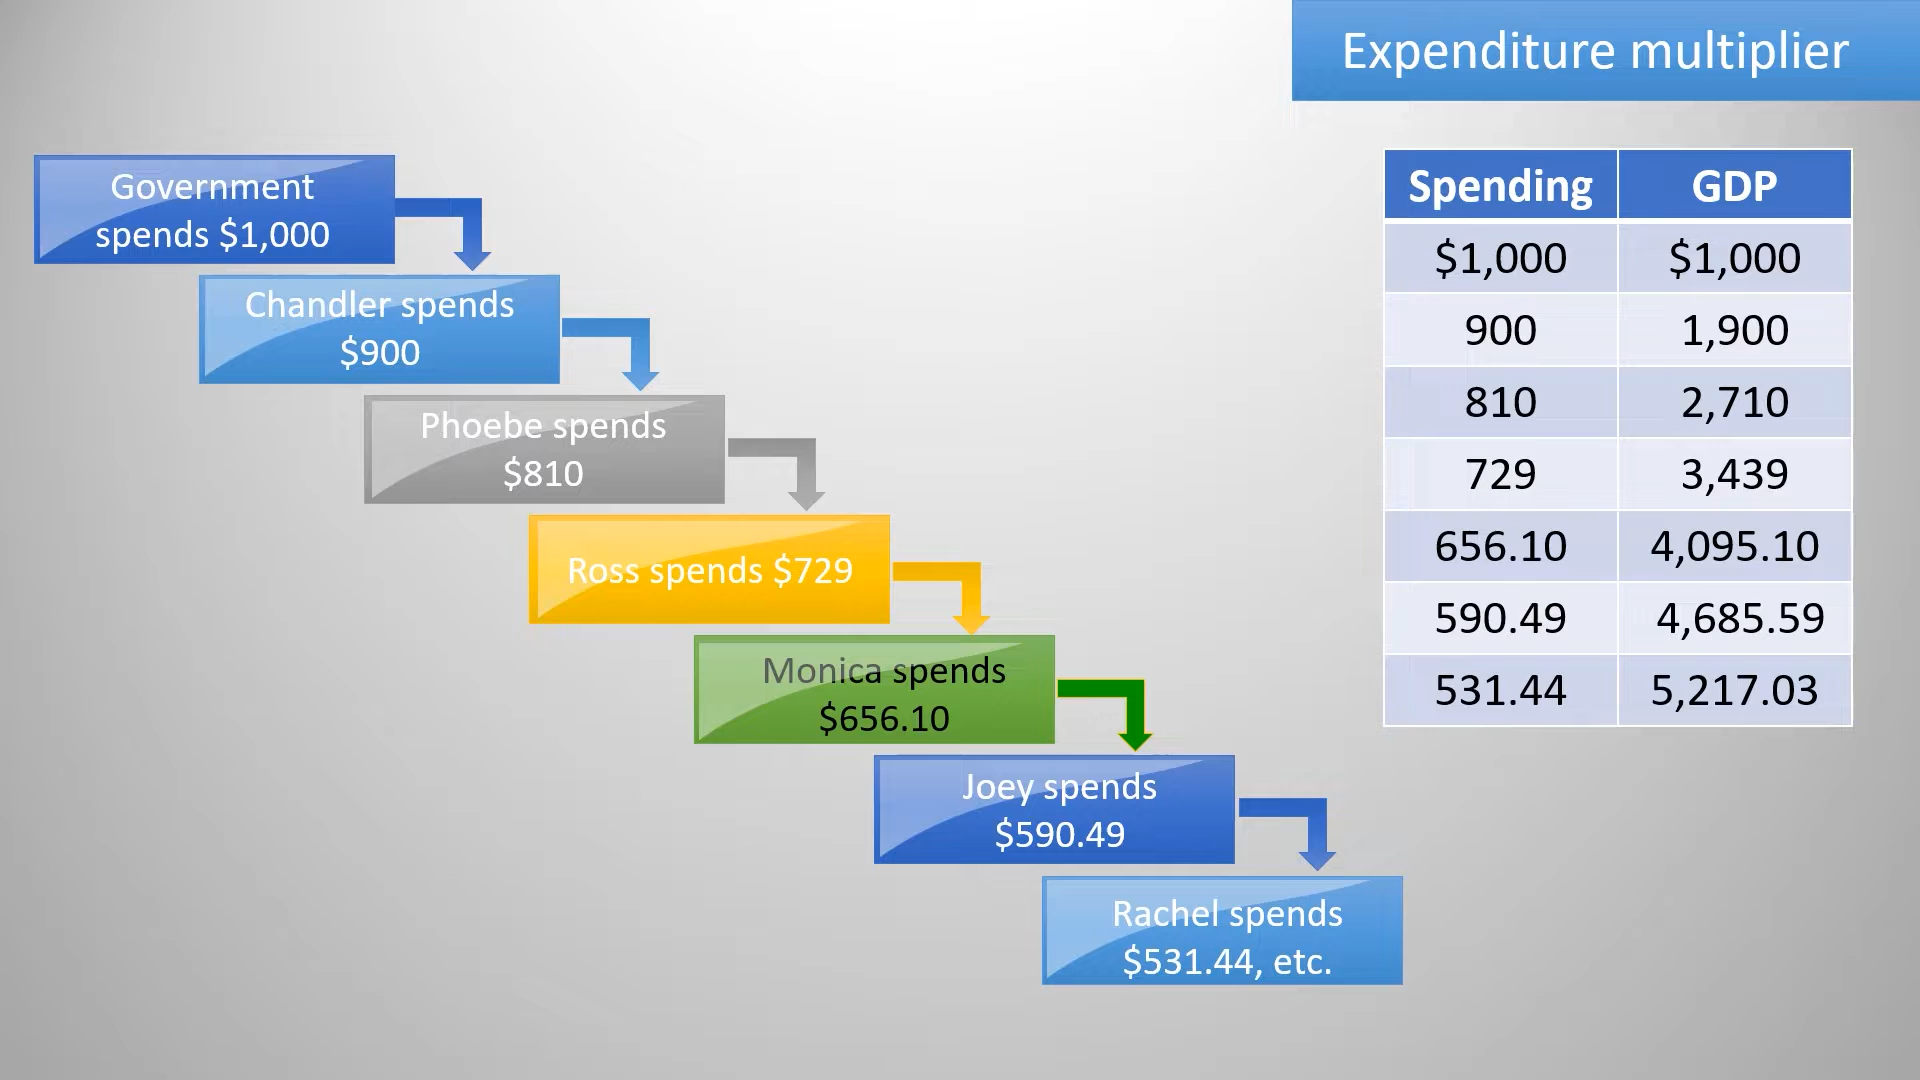 Expenditure multiplier
Government
spends $1,000
Chandler spends
$900
Phoebe spends
$810
Ross spends $729
Monica spends
$656.10
Joey spends
$590.49
Rachel spends
$531.44, etc.
Spending GDP
$1,000 $1,000
900 1,900
810 2,710
729 3,439
656.10 4,095.10
590.49 4,685.59
531.44 5,217.03